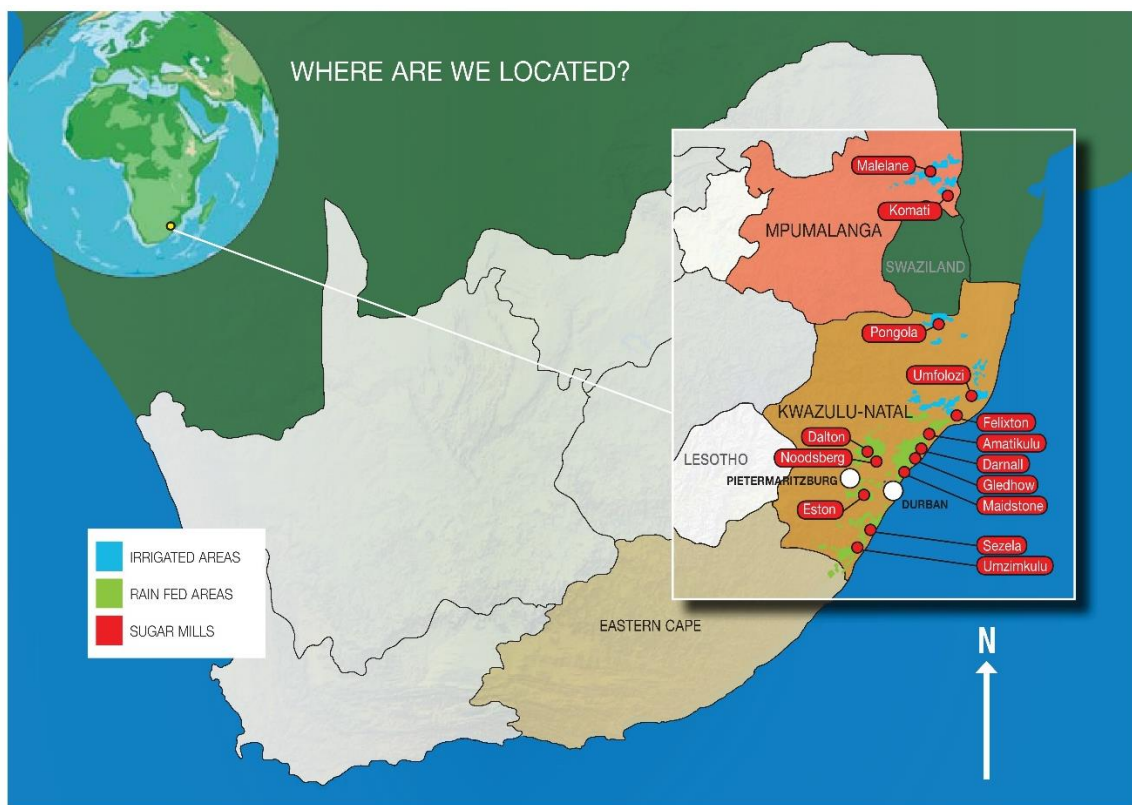 WHERE ARE WE LOCATED?
Malelane
Komati
MPUMALANGA
SWAZILAND
Pongola
Umfolozi
KWAZULU-NATAL
Felixton
Dalton
Amatikulu
Noodsberg
Darnall
LESOTHO
PIETERMARITZBURG
Gledhow
Maidstone
Eston
DURBAN
Sezela
Umzimkulu
IRRIGATED AREAS
RAIN FED AREAS
SUGAR MILLS
EASTERN CAPE
N